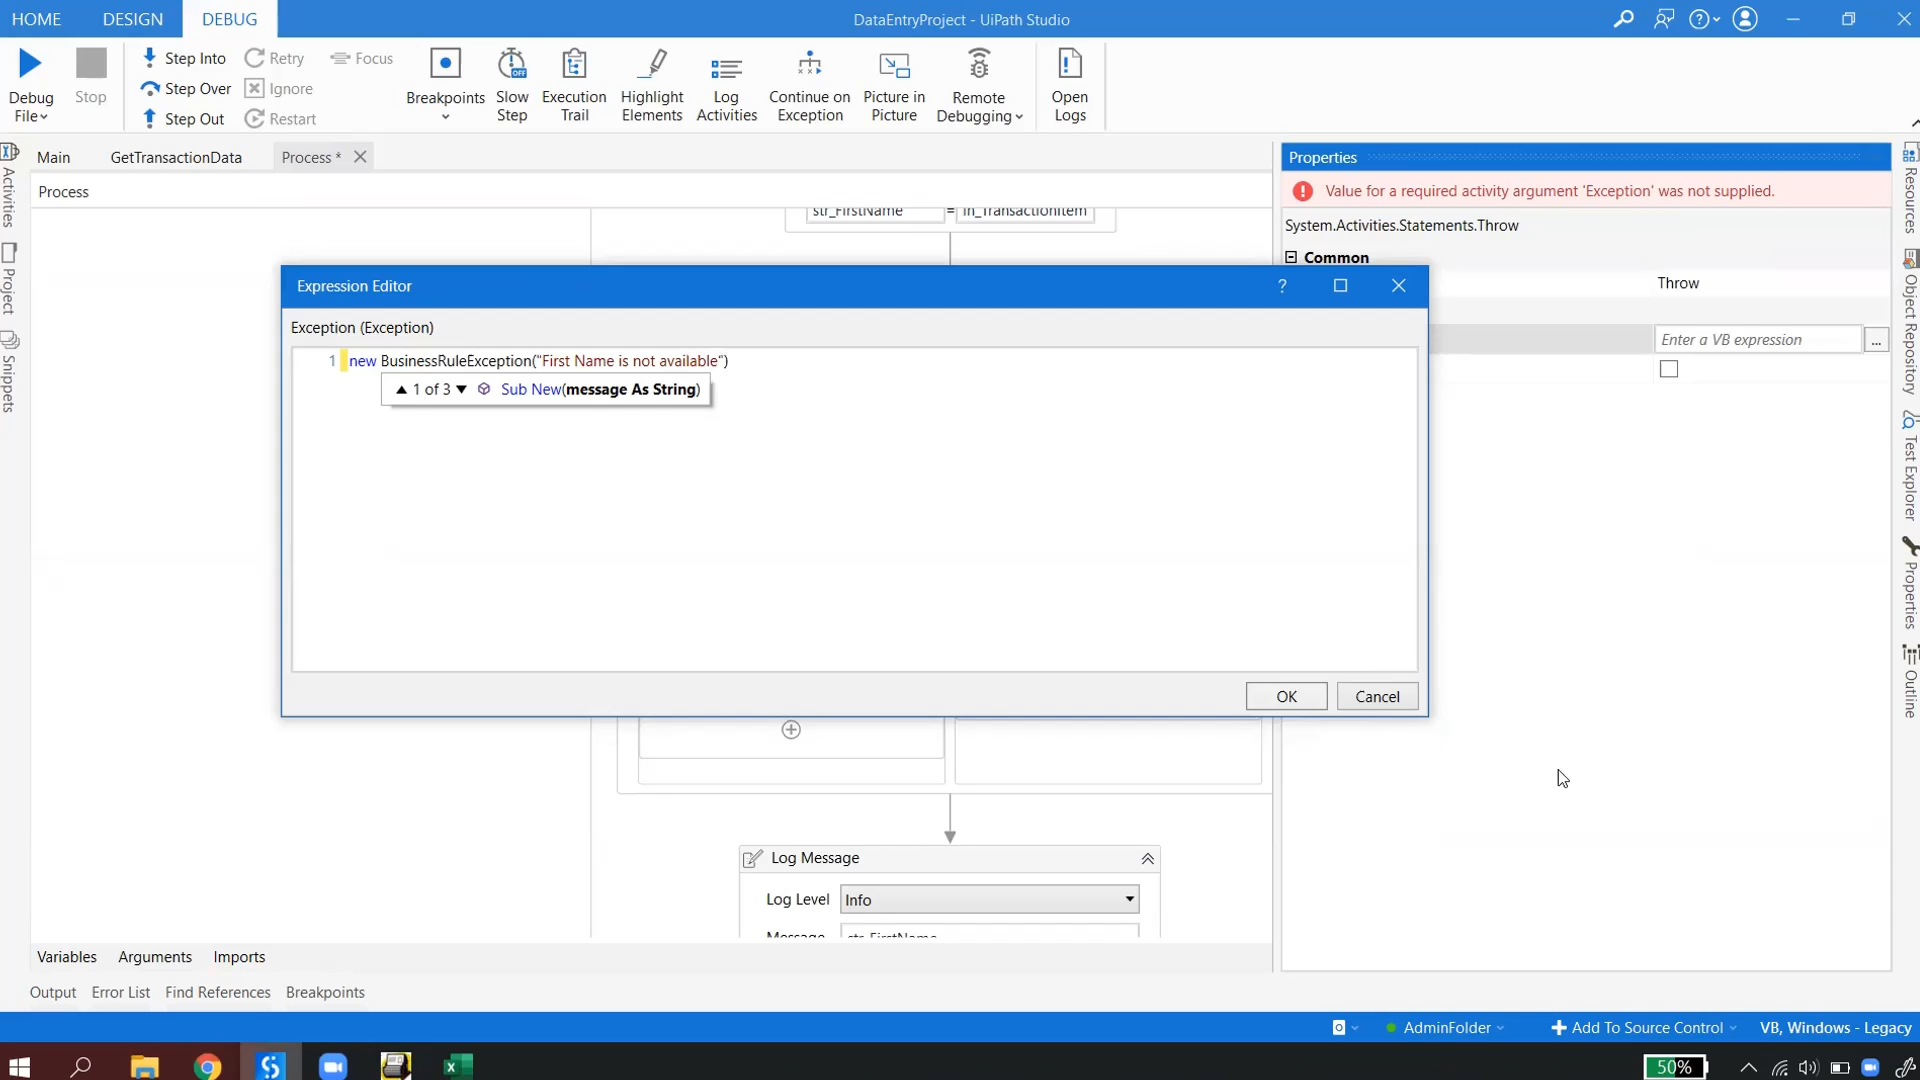 HOME DESIGN DEBUG DataEntryProject - UiPath Studio
Debug File Stop Step Into Step Over Step Out Retry Ignore Restart Focus
Breakpoints Slow Step Execution Trail Highlight Elements Log Activities Continue on Exception Picture in Picture Remote Debugging Open Logs
Main GetTransactionData Process *
Process
str_FirstName = in_TransactionItem
Activities
Project
Snippets
Properties
Value for a required activity argument 'Exception' was not supplied.
System.Activities.Statements.Throw
Common
Throw
Enter a VB expression ...
Resources
Object Repository
Test Explorer
Properties
Outline
Expression Editor ?
Exception (Exception)
1 new BusinessRuleException("First Name is not available")
1 of 3 Sub New(message As String)
OK Cancel
Log Message
Log Level Info
Message str_FirstName
Variables Arguments Imports
Output Error List Find References Breakpoints
AdminFolder Add To Source Control VB, Windows - Legacy
50%